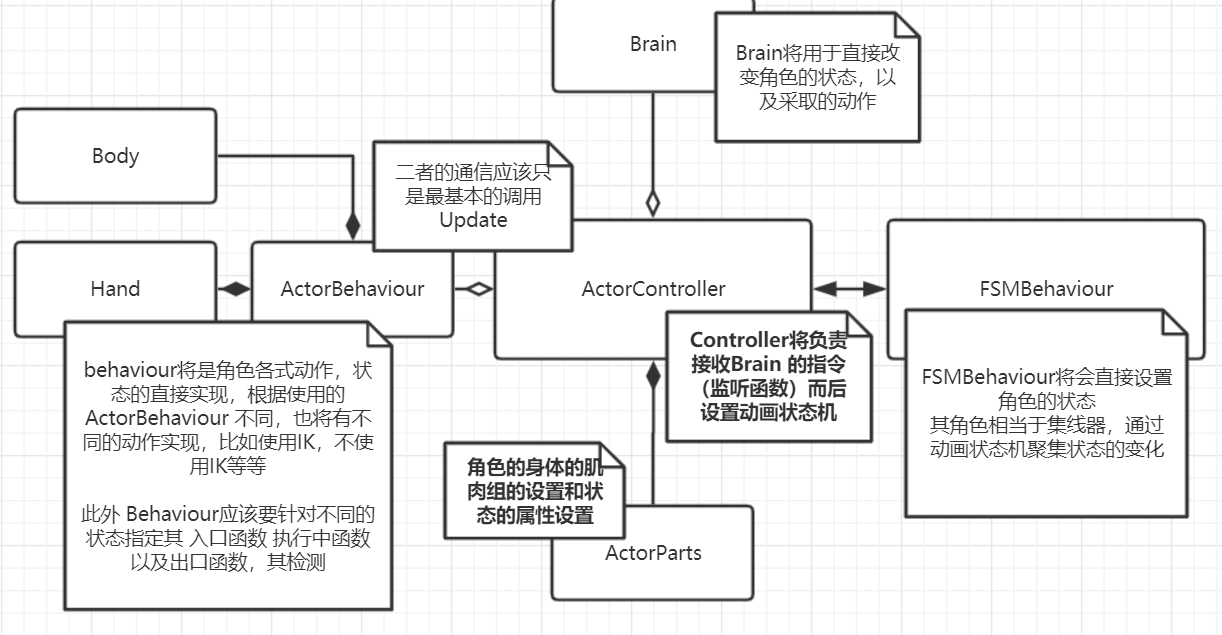 Brain
Brain将用于直接改
变角色的状态，以
及采取的动作
Body
二者的通信应该只
是最基本的调用
Update
Hand
ActorBehaviour
ActorController
FSMBehaviour
behaviour将是角色各式动作，状
态的直接实现，根据使用的
ActorBehaviour 不同，也将有不
同的动作实现，比如使用IK，不使
用IK等等
此外 Behaviour应该要针对不同的
状态指定其 入口函数 执行中函数
以及出口函数，其检测
Controller将负责
接收Brain 的指令
（监听函数）而后
设置动画状态机
FSMBehaviour将会直接设置
角色的状态
其角色相当于集线器，通过
动画状态机聚集状态的变化
角色的身体的肌
肉组的设置和状
态的属性设置
ActorParts